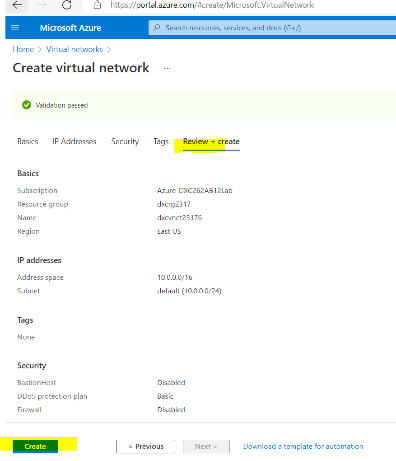 https://portal.azure.com/#create/Microsoft.VirtualNetwork
Microsoft Azure
Search resources, services, and docs (G+/)
Home > Virtual networks >
Create virtual network ...
Validation passed
Basics IP Addresses Security Tags Review + create
Basics
Subscription Azure-DXC262AB12Lab
Resource group dxcrg2317
Name dxcvnet23176
Region East US
IP addresses
Address space 10.0.0.0/16
Subnet default (10.0.0.0/24)
Tags
None
Security
BastionHost Disabled
DDoS protection plan Basic
Firewall Disabled
Create < Previous Next > Download a template for automation